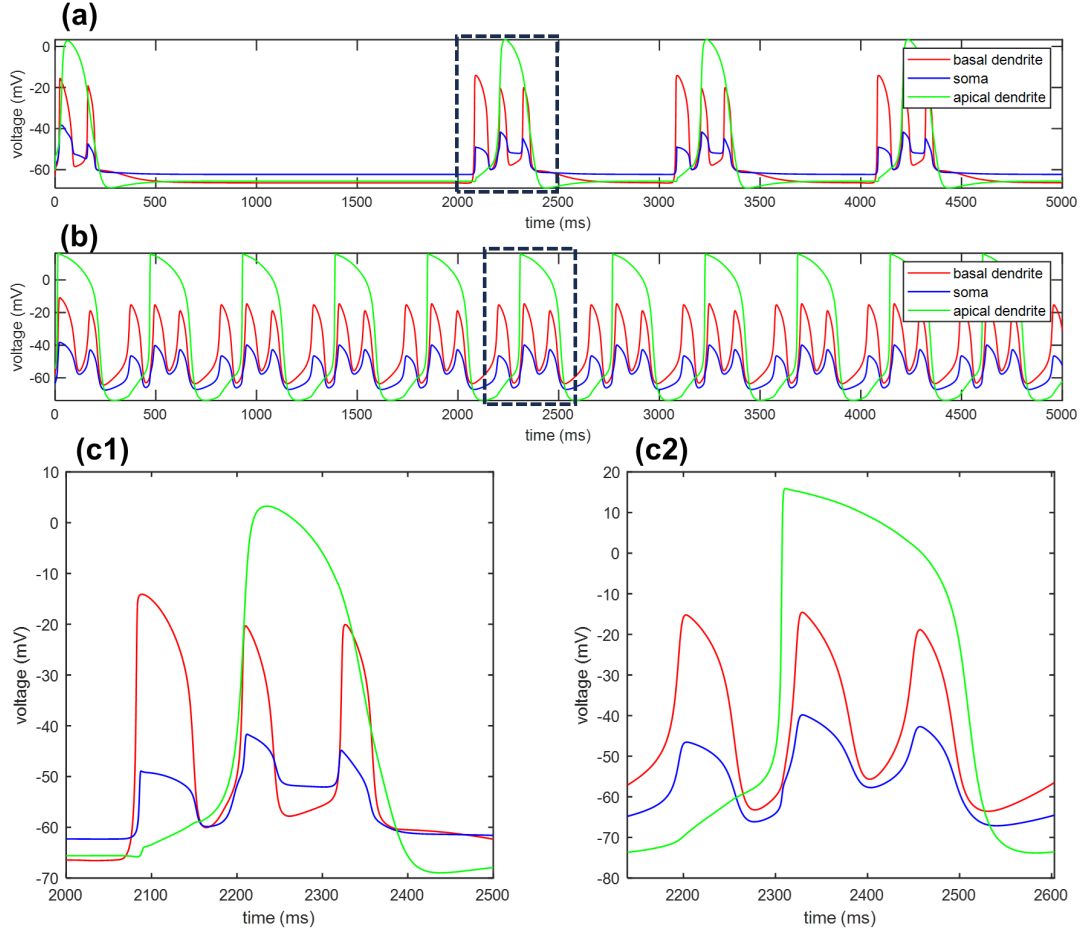 (a)
0
-20
-40
-60
voltage (mV)
basal dendrite
soma
apical dendrite
0 500 1000 1500 2000 2500 3000 3500 4000 4500 5000
time (ms)
(b)
0
-20
-40
-60
voltage (mV)
basal dendrite
soma
apical dendrite
0 500 1000 1500 2000 2500 3000 3500 4000 4500 5000
time (ms)
(c1)
10
0
-10
-20
-30
-40
-50
-60
-70
voltage (mV)
2000 2100 2200 2300 2400 2500
time (ms)
(c2)
20
10
0
-10
-20
-30
-40
-50
-60
-70
-80
voltage (mV)
2200 2300 2400 2500 2600
time (ms)